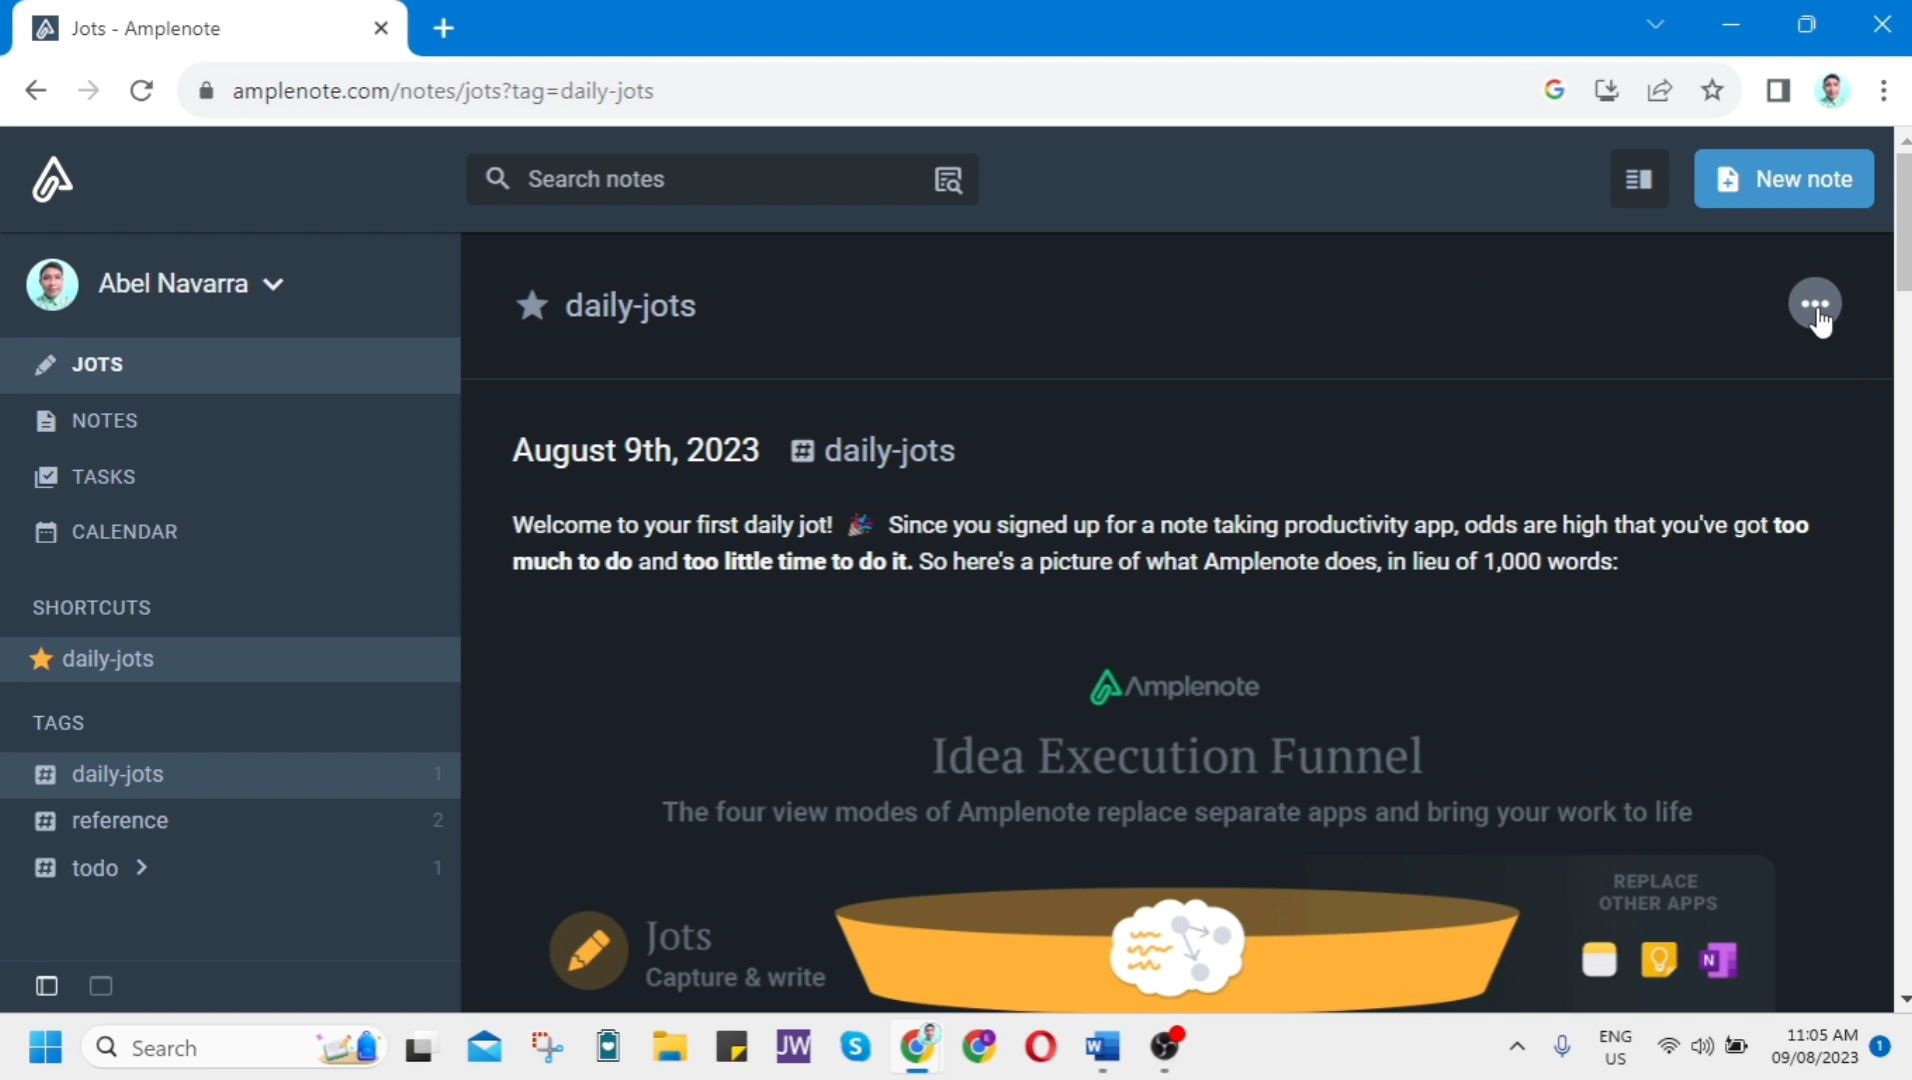 Jots - Amplenote
amplenote.com/notes/jots?tag=daily-jots
Search notes
New note
Abel Navarra
daily-jots
JOTS
NOTES
TASKS
CALENDAR
SHORTCUTS
daily-jots
TAGS
daily-jots 1
reference 2
todo 1
August 9th, 2023 daily-jots
Welcome to your first daily jot! 🎉 Since you signed up for a note taking productivity app, odds are high that you've got too
much to do and too little time to do it. So here's a picture of what Amplenote does, in lieu of 1,000 words:
Amplenote
Idea Execution Funnel
The four view modes of Amplenote replace separate apps and bring your work to life
Jots
Capture & write
REPLACE
OTHER APPS
N
Search
JW
S
E
W
ENG
US
11:05 AM
09/08/2023
1